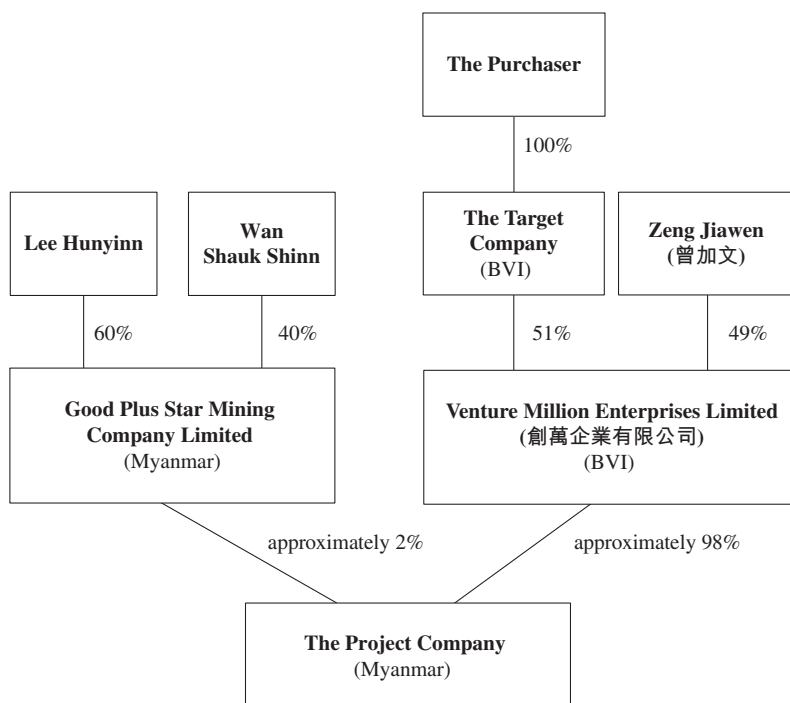 The Purchaser
100%
Lee Hunyinn
Wan
Shauk Shinn
The Target
Company
(BVI)
Zeng Jiawen
(曾加文)
60%
40%
51%
49%
Good Plus Star Mining
Company Limited
(Myanmar)
Venture Million Enterprises Limited
(創萬企業有限公司)
(BVI)
approximately 2%
approximately 98%
The Project Company
(Myanmar)